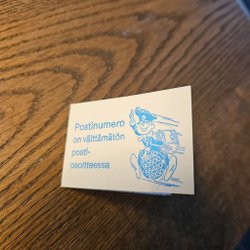 Postinumero
on välttämätön
posti-
osoitteessa